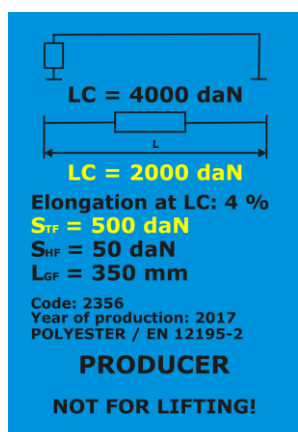 LC = 4000 daN
L
LC = 2000 daN
Elongation at LC: 4 %
STF = 500 daN
SHF = 50 daN
LGF = 350 mm
Code: 2356
Year of production: 2017
POLYESTER / EN 12195-2
PRODUCER
NOT FOR LIFTING!